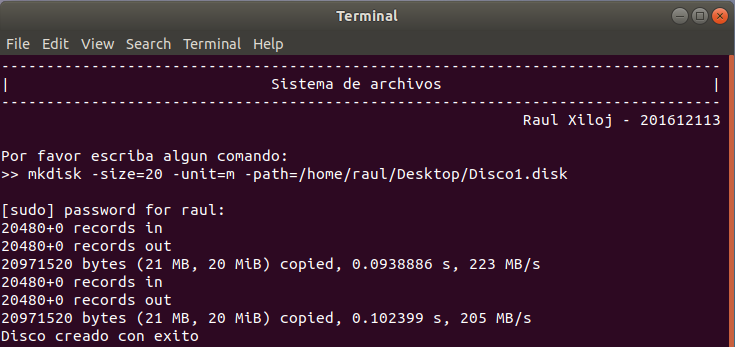 Terminal
File Edit View Search Terminal Help
--------------------------------------------------------------------------------
| Sistema de archivos |
--------------------------------------------------------------------------------
Raul Xiloj - 201612113
Por favor escriba algun comando:
>> mkdisk -size=20 -unit=m -path=/home/raul/Desktop/Disco1.disk
[sudo] password for raul:
20480+0 records in
20480+0 records out
20971520 bytes (21 MB, 20 MiB) copied, 0.0938886 s, 223 MB/s
20480+0 records in
20480+0 records out
20971520 bytes (21 MB, 20 MiB) copied, 0.102399 s, 205 MB/s
Disco creado con exito